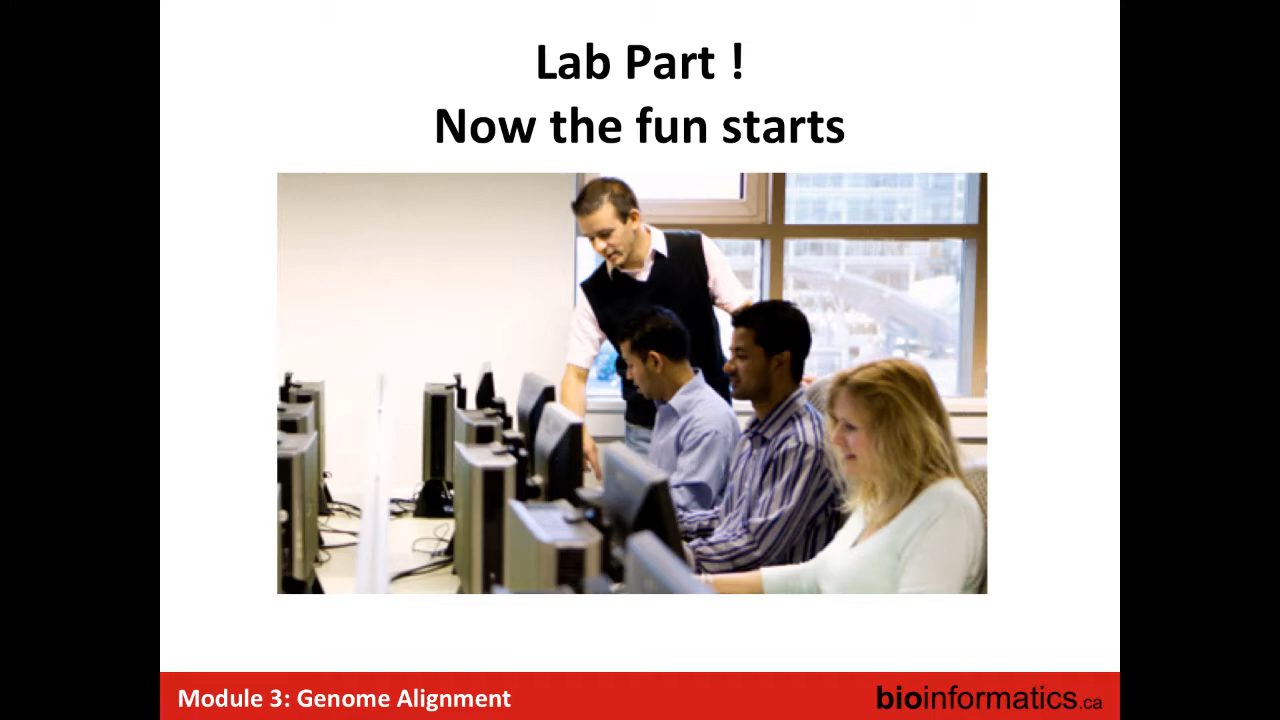 Lab Part !
Now the fun starts
Module 3: Genome Alignment
bioinformatics.ca